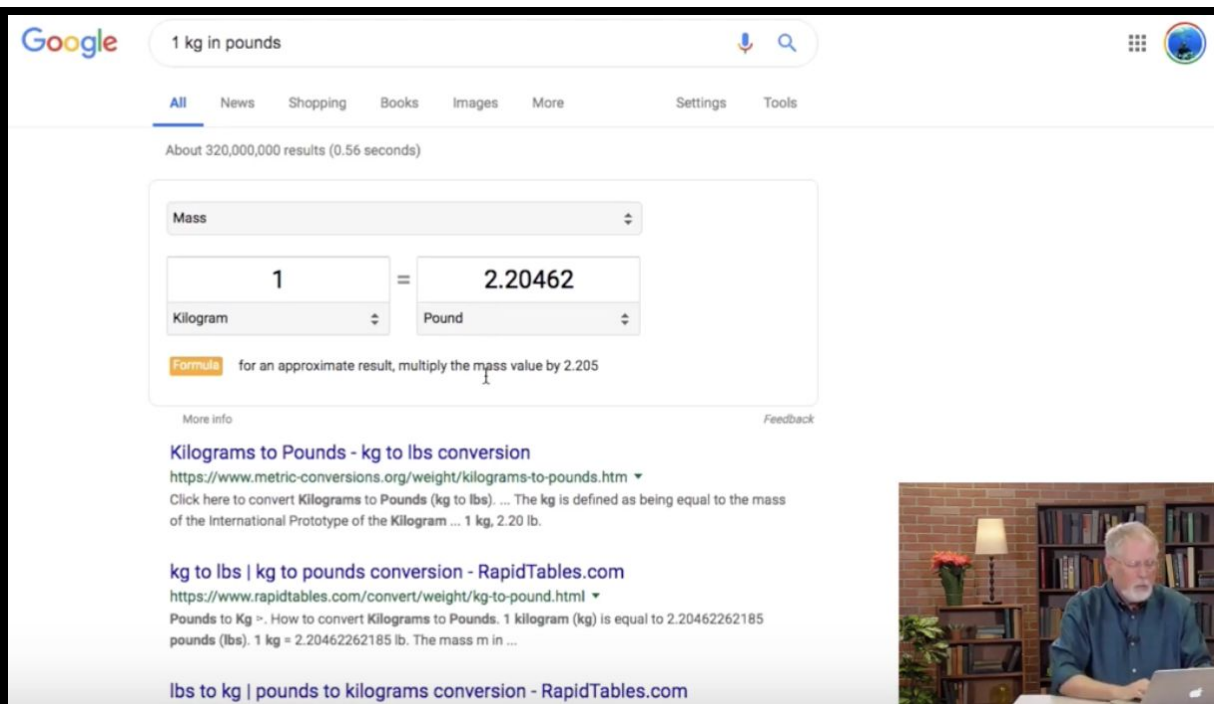 Google
1 kg in pounds
All News Shopping Books Images More Settings Tools
About 320,000,000 results (0.56 seconds)
Mass
1 = 2.20462
Kilogram Pound
Formula for an approximate result, multiply the mass value by 2.205
More info Feedback
Kilograms to Pounds - kg to lbs conversion
https://www.metric-conversions.org/weight/kilograms-to-pounds.htm
Click here to convert Kilograms to Pounds (kg to lbs). ... The kg is defined as being equal to the mass
of the International Prototype of the Kilogram ... 1 kg, 2.20 lb.
kg to lbs | kg to pounds conversion - RapidTables.com
https://www.rapidtables.com/convert/weight/kg-to-pound.html
Pounds to Kg ►. How to convert Kilograms to Pounds. 1 kilogram (kg) is equal to 2.20462262185
pounds (lbs). 1 kg = 2.20462262185 lb. The mass m in ...
lbs to kg | pounds to kilograms conversion - RapidTables.com